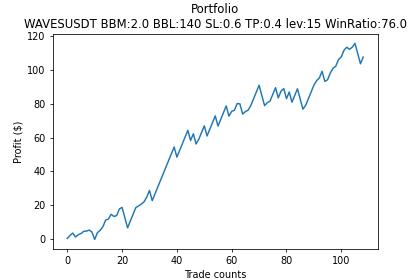 Portfolio
WAVESUSDT BBM:2.0 BBL:140 SL:0.6 TP:0.4 lev:15 WinRatio:76.0
120
100
80
60
40
20
0
Profit ($)
0 20 40 60 80 100
Trade counts